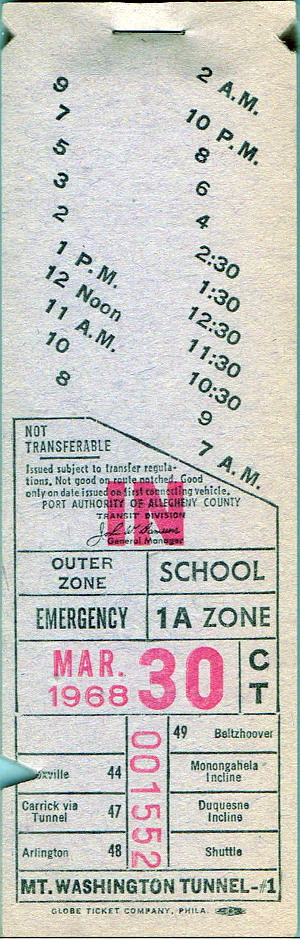 9
7
5
3
2
1 P.M.
12 Noon
11 A.M.
10
8
2 A.M.
10 P.M.
8
6
4
2:30
1:30
12:30
11:30
10:30
9
7 A.M.
NOT
TRANSFERABLE
Issued subject to transfer regula-
tions. Not good on route notched. Good
only on date issued on first connecting vehicle.
PORT AUTHORITY OF ALLEGHENY COUNTY
TRANSIT DIVISION
General Manager
OUTER ZONE
SCHOOL
EMERGENCY
1A ZONE
MAR.
1968
30
CT
001552
49 Beltzhoover
oxville 44
Monongahela
Incline
Carrick via
Tunnel 47
Duquesne
Incline
Arlington 48
Shuttle
MT. WASHINGTON TUNNEL-#1
GLOBE TICKET COMPANY, PHILA.